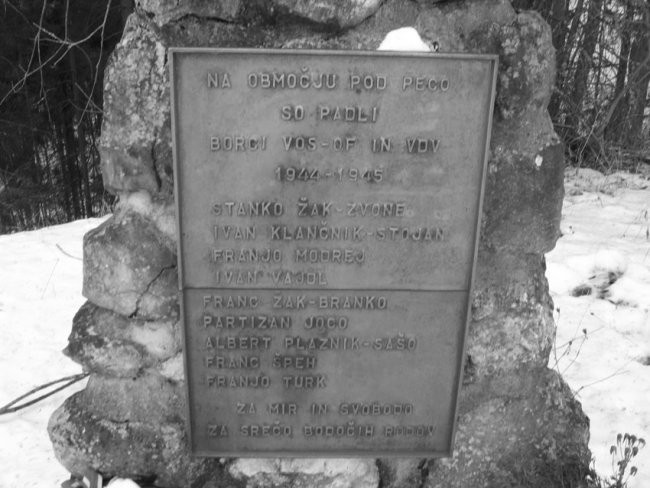 NA OBMOČJU POD PECO
SO PADLI
BORCI VOS-OF IN VDV
1944-1945
STANKO ŽAK-ZVONE
IVAN KLANČNIK-STOJAN
FRANJO MODREJ
IVAN VAJDL
FRANC ŽAK-BRANKO
PARTIZAN JOCO
ALBERT PLAZNIK-SAŠO
FRANC ŠPEH
FRANJO TURK
ZA MIR IN SVOBODO
ZA SREČO BODOČIH RODOV